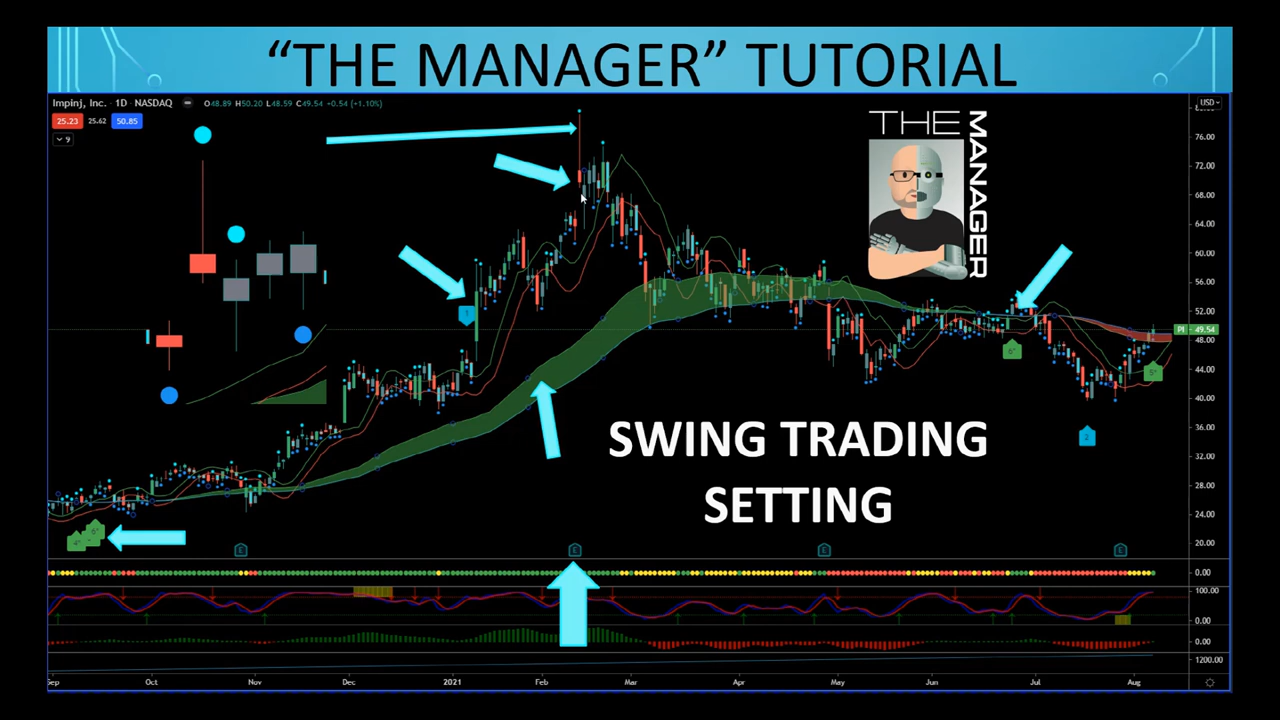 “THE MANAGER” TUTORIAL
Impinj, Inc. · 1D · NASDAQ
O48.89 H50.20 L48.59 C49.54 +0.54 (+1.10%)
USD
25.23 25.62 50.85
9
THE MANAGER
76.00
72.00
68.00
64.00
60.00
56.00
52.00
PI 49.54
48.00
44.00
40.00
36.00
32.00
28.00
24.00
20.00
SWING TRADING
SETTING
E E E E
0.00
100.00
0.00
0.00
1200.00
Sep Oct Nov Dec 2021 Feb Mar Apr May Jun Jul Aug